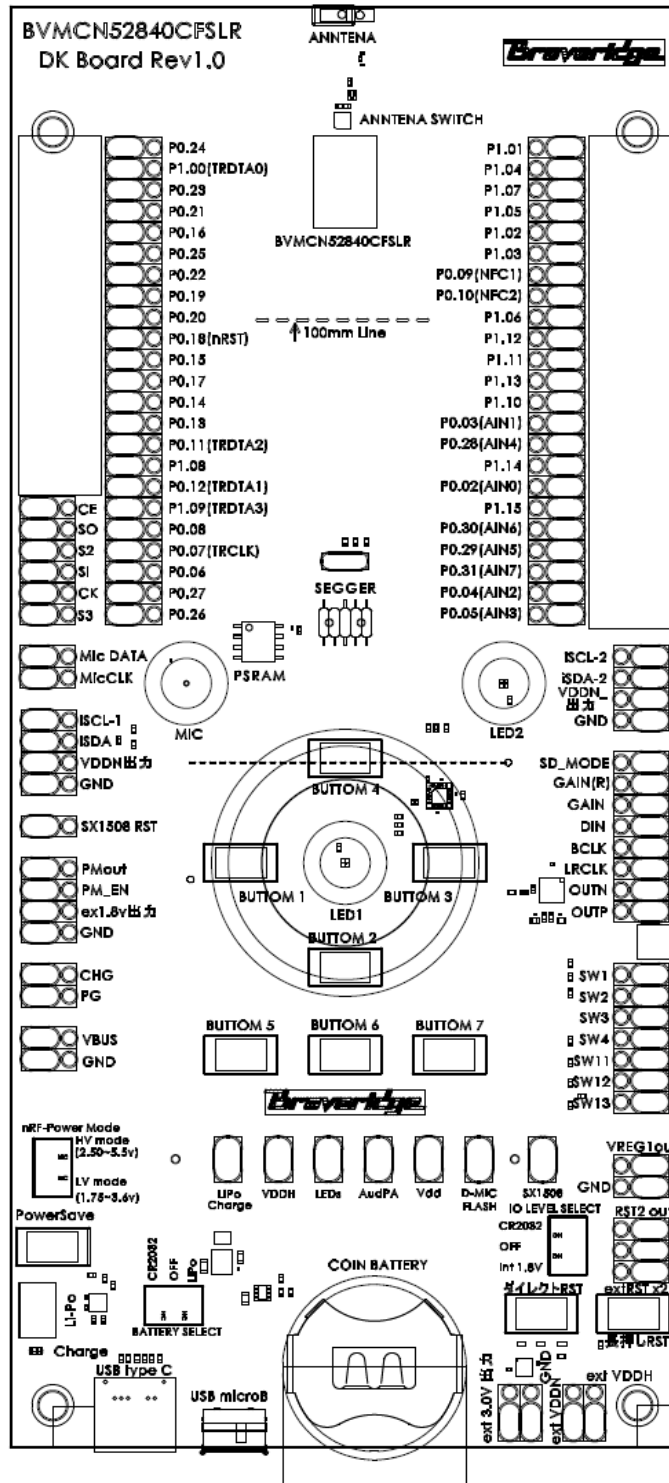 BVMCN52840CFSLR
DK Board Rev1.0
ANNTENA
Braveridge
ANNTENA SWITCH
BVMCN52840CFSLR
100mm Line
P0.24
P1.00(TRDTA0)
P0.23
P0.21
P0.16
P0.25
P0.22
P0.19
P0.20
P0.18(nRST)
P0.15
P0.17
P0.14
P0.13
P0.11(TRDTA2)
P1.08
P0.12(TRDTA1)
P1.09(TRDTA3)
P0.08
P0.07(TRCLK)
P0.06
P0.27
P0.26
P1.01
P1.04
P1.07
P1.05
P1.02
P1.03
P0.09(NFC1)
P0.10(NFC2)
P1.06
P1.12
P1.11
P1.13
P1.10
P0.03(AIN1)
P0.28(AIN4)
P1.14
P0.02(AIN0)
P1.15
P0.30(AIN6)
P0.29(AIN5)
P0.31(AIN7)
P0.04(AIN2)
P0.05(AIN3)
CE
SO
S2
SI
CK
S3
SEGGER
PSRAM
Mic DATA
MicCLK
MIC
LED2
ISCL-1
ISDA
VDDN出力
GND
ISCL-2
ISDA-2
VDDN_
出力
GND
SX1508 RST
PMout
PM_EN
ex1.8v出力
GND
CHG
PG
VBUS
GND
BUTTOM 4
BUTTOM 1
BUTTOM 3
LED1
BUTTOM 2
BUTTOM 5
BUTTOM 6
BUTTOM 7
SD_MODE
GAIN(R)
GAIN
DIN
BCLK
LRCLK
OUTN
OUTP
SW1
SW2
SW3
SW4
SW11
SW12
SW13
Braveridge
nRF-Power Mode
HV mode
(2.50~5.5v)
LV mode
(1.75~3.6v)
LiPo
Charge
VDDH
LEDs
AudPA
Vdd
D-MIC
FLASH
SX1508
IO LEVEL SELECT
CR2032
OFF
int 1.8V
VREG1out
GND
RST2 out
PowerSave
Li-Po
Charge
CR2032
OFF
LiPo
BATTERY SELECT
COIN BATTERY
ダイレクトRST
extRST x2
長押しRST
USB type C
USB microB
ext 3.0V 出力
GND
ext VDDN
ext VDDH